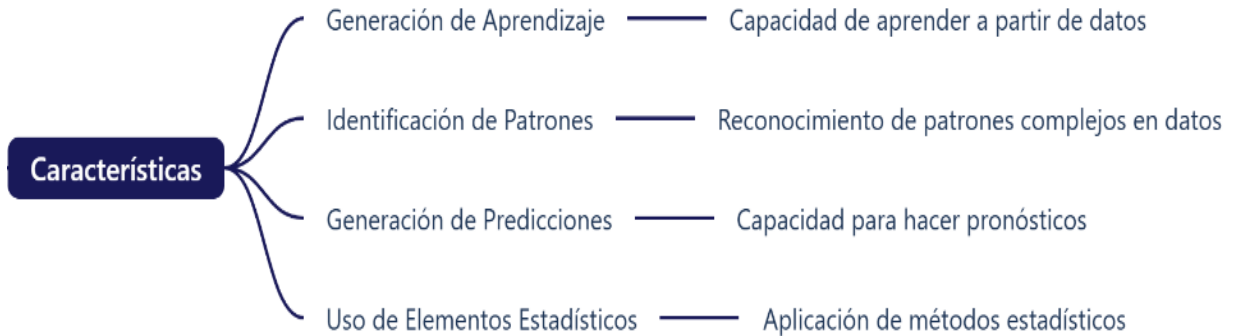 Generación de Aprendizaje Capacidad de aprender a partir de datos
Identificación de Patrones Reconocimiento de patrones complejos en datos
Características
Generación de Predicciones Capacidad para hacer pronósticos
Uso de Elementos Estadísticos Aplicación de métodos estadísticos